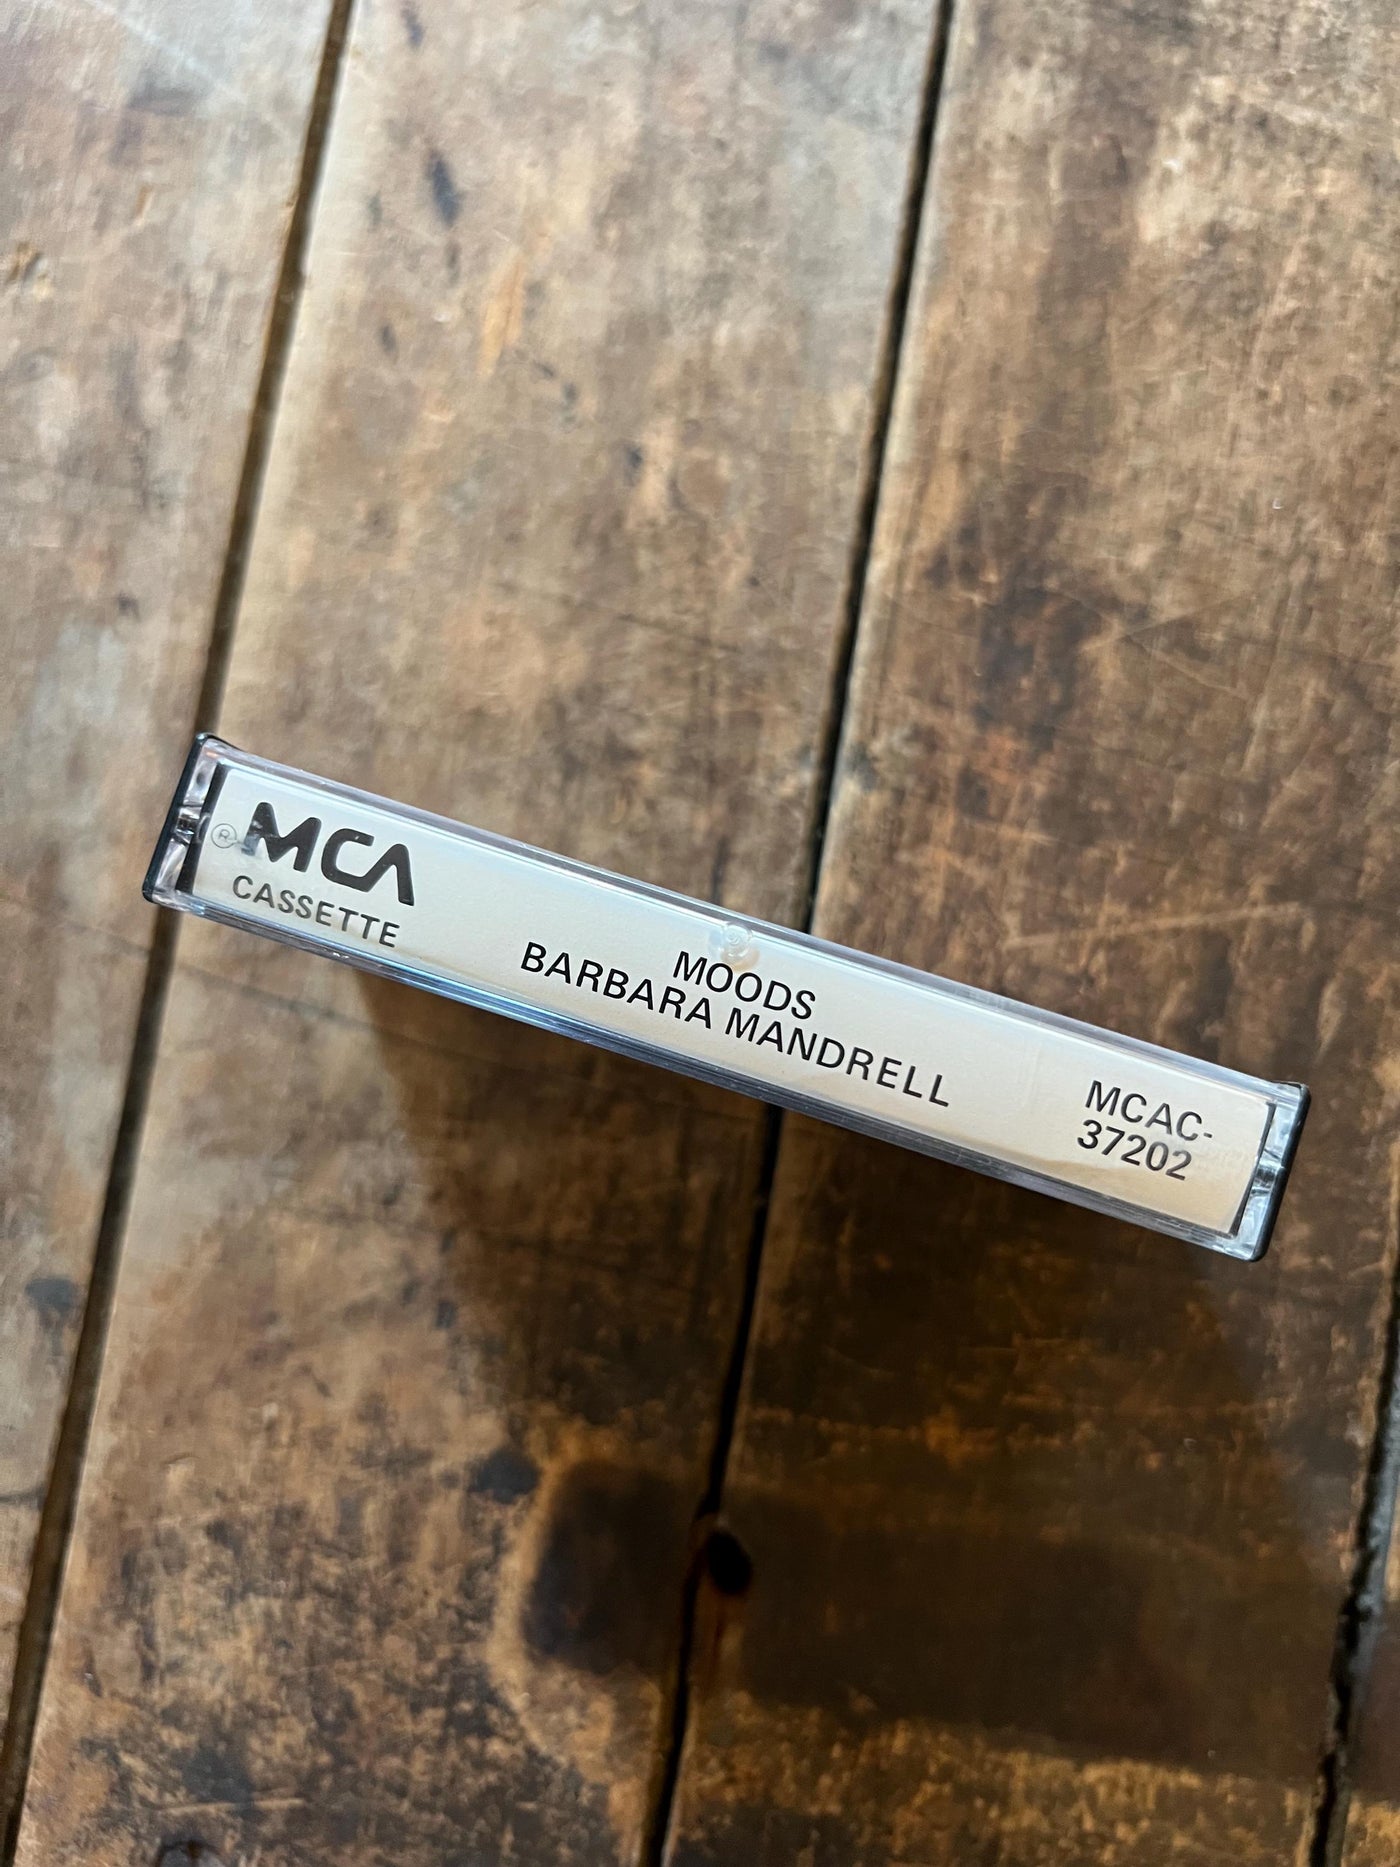 ® MCA
CASSETTE
MOODS
BARBARA MANDRELL
MCAC-
37202